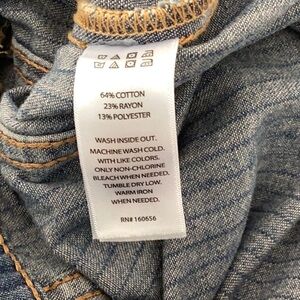 64% COTTON
23% RAYON
13% POLYESTER
WASH INSIDE OUT.
MACHINE WASH COLD.
WITH LIKE COLORS.
ONLY NON-CHLORINE
BLEACH WHEN NEEDED.
TUMBLE DRY LOW.
WARM IRON
WHEN NEEDED.
RN# 160656